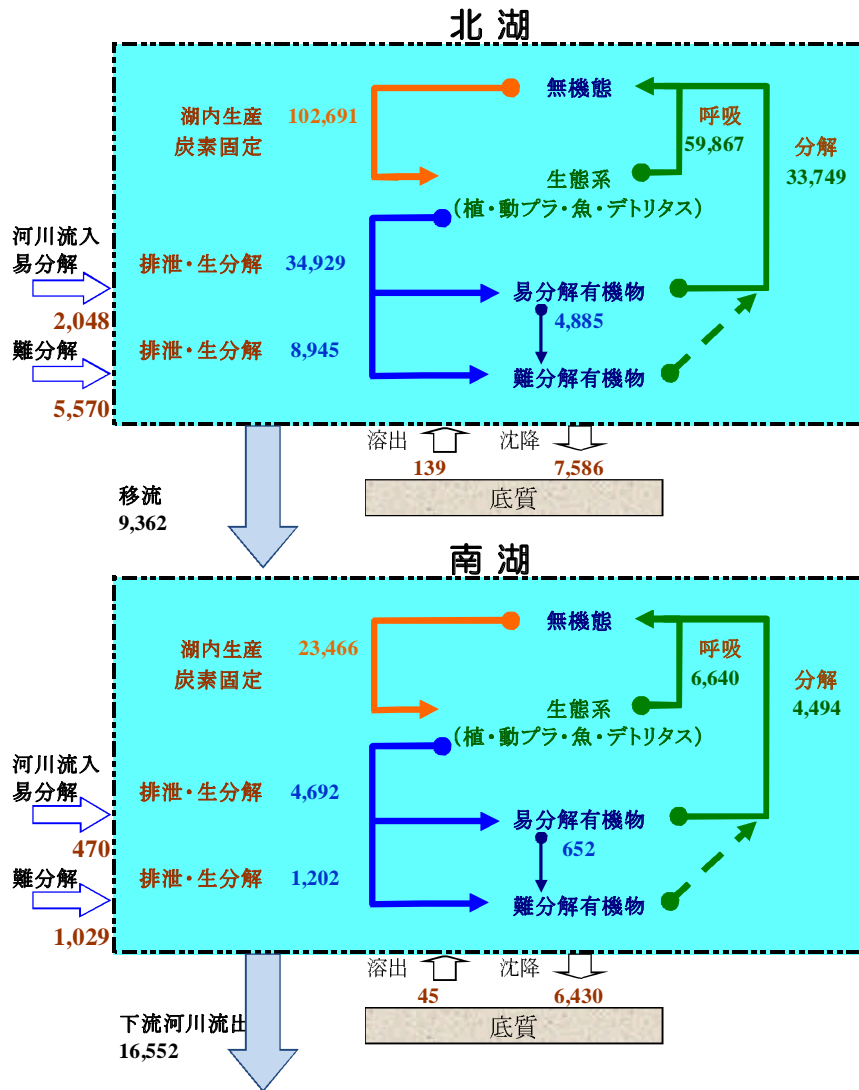 北 湖
無機態
湖内生産 102,691
炭素固定
呼吸
59,867
分解
33,749
生態系
（植・動プラ・魚・デトリタス）
河川流入
易分解
2,048
排泄・生分解 34,929
易分解有機物
4,885
難分解
5,570
排泄・生分解 8,945
難分解有機物
溶出
139
沈降
7,586
底質
移流
9,362
南 湖
無機態
湖内生産 23,466
炭素固定
呼吸
6,640
分解
4,494
生態系
（植・動プラ・魚・デトリタス）
河川流入
易分解
470
排泄・生分解 4,692
易分解有機物
652
難分解
1,029
排泄・生分解 1,202
難分解有機物
溶出
45
沈降
6,430
底質
下流河川流出
16,552